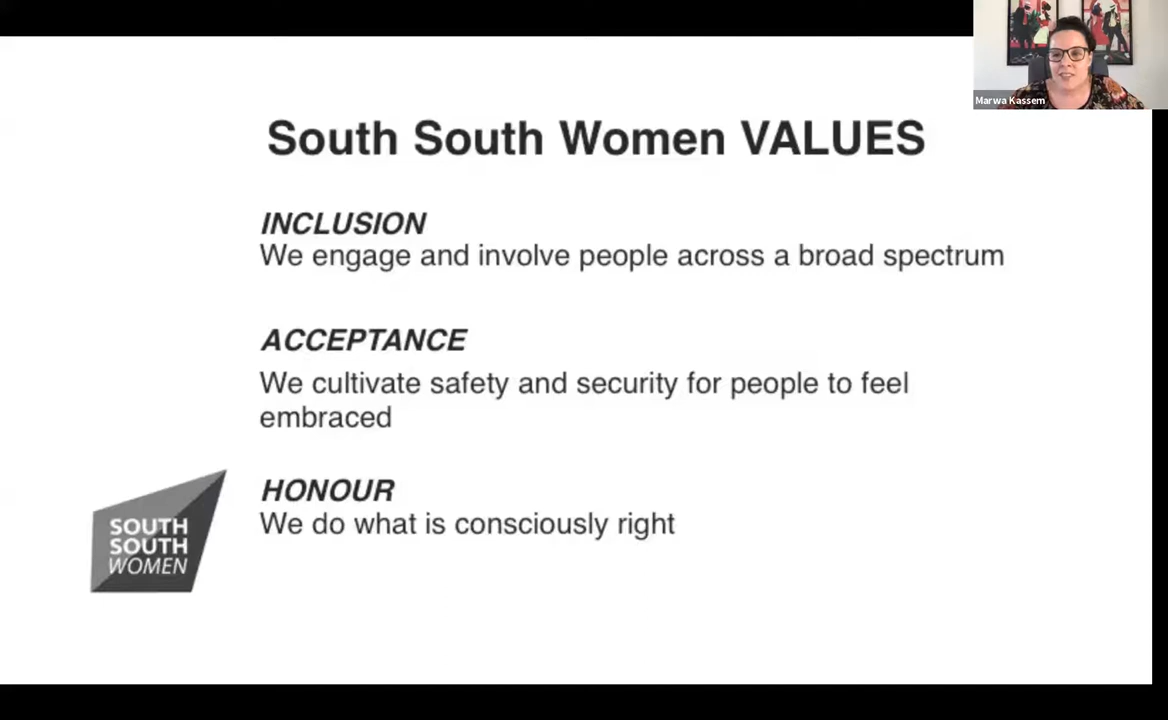 Marwa Kassem
South South Women VALUES
INCLUSION
We engage and involve people across a broad spectrum
ACCEPTANCE
We cultivate safety and security for people to feel
embraced
HONOUR
We do what is consciously right
SOUTH
SOUTH
WOMEN